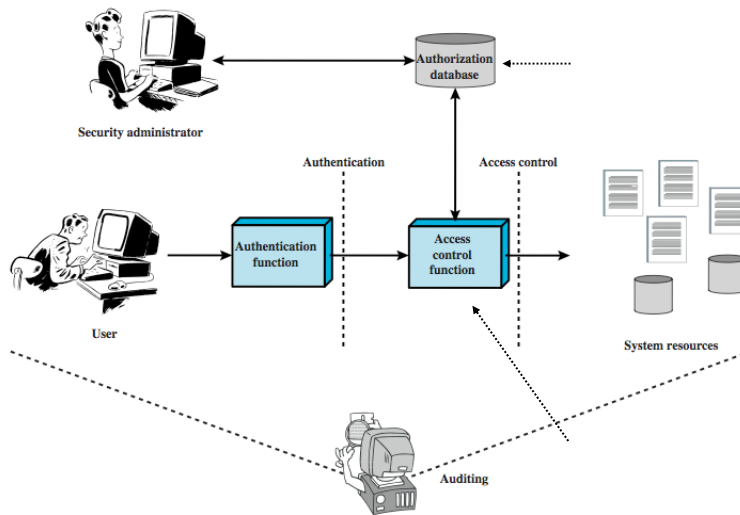 Authorization
database
Security administrator
Authentication
Access control
Authentication
function
Access
control
function
User
System resources
Auditing